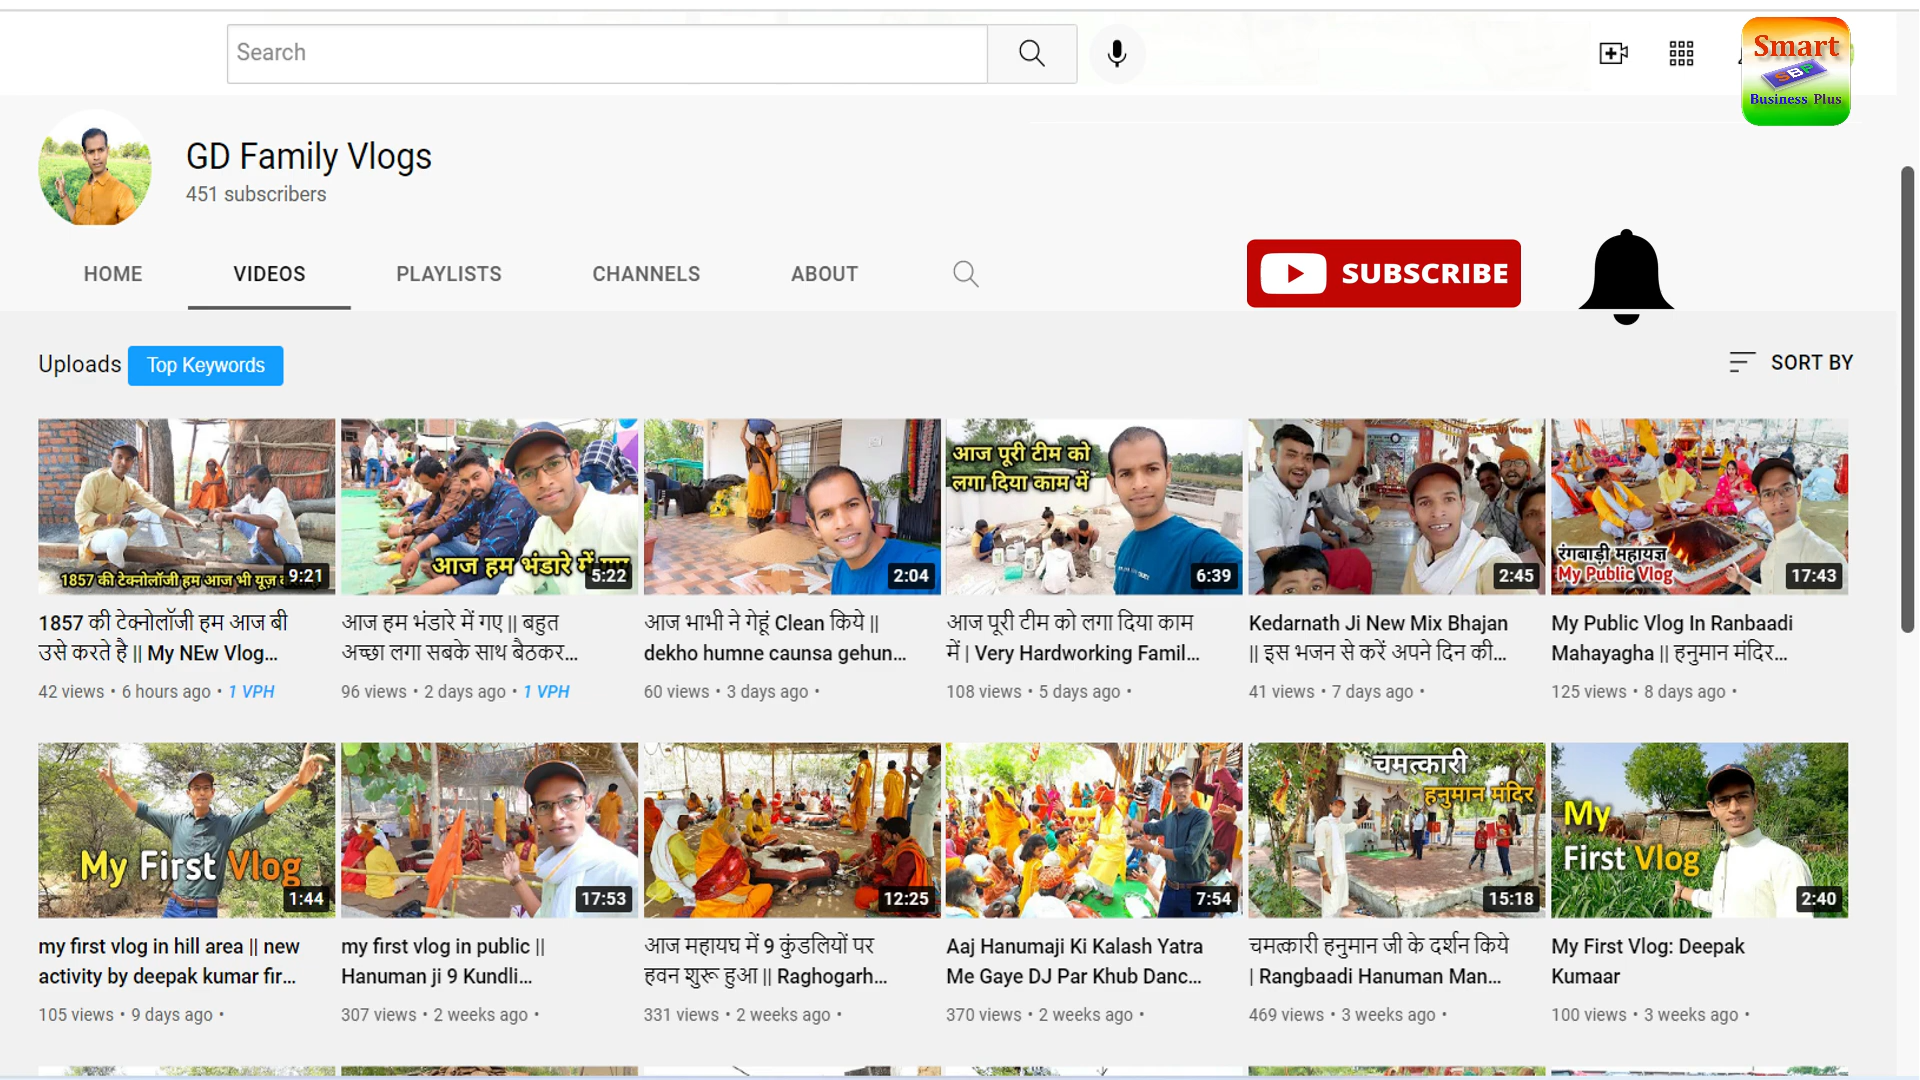 Search
Smart
SBP
Business Plus
GD Family Vlogs
451 subscribers
HOME
VIDEOS
PLAYLISTS
CHANNELS
ABOUT
SUBSCRIBE
Uploads
Top Keywords
SORT BY
1857 की टेक्नोलॉजी हम आज भी यूज़
9:21
आज हम भंडारे में
5:22
2:04
आज पूरी टीम को
लगा दिया काम में
6:39
GD Family Vlogs
2:45
रंगबाड़ी महायज्ञ
My Public Vlog
17:43
1857 की टेक्नोलॉजी हम आज बी
उसे करते है || My NEw Vlog...
42 views • 6 hours ago • 1 VPH
आज हम भंडारे में गए || बहुत
अच्छा लगा सबके साथ बैठकर...
96 views • 2 days ago • 1 VPH
आज भाभी ने गेहूं Clean किये ||
dekho humne caunsa gehun...
60 views • 3 days ago •
आज पूरी टीम को लगा दिया काम
में | Very Hardworking Famil...
108 views • 5 days ago •
Kedarnath Ji New Mix Bhajan
|| इस भजन से करें अपने दिन की...
41 views • 7 days ago •
My Public Vlog In Ranbaadi
Mahayagha || हनुमान मंदिर...
125 views • 8 days ago •
My First Vlog
1:44
17:53
12:25
7:54
चमत्कारी
हनुमान मंदिर
15:18
My
First Vlog
2:40
my first vlog in hill area || new
activity by deepak kumar fir...
105 views • 9 days ago •
my first vlog in public ||
Hanuman ji 9 Kundli...
307 views • 2 weeks ago •
आज महायघ में 9 कुंडलियों पर
हवन शुरू हुआ || Raghogarh...
331 views • 2 weeks ago •
Aaj Hanumaji Ki Kalash Yatra
Me Gaye DJ Par Khub Danc...
370 views • 2 weeks ago •
चमत्कारी हनुमान जी के दर्शन किये
| Rangbaadi Hanuman Man...
469 views • 3 weeks ago •
My First Vlog: Deepak
Kumaar
100 views • 3 weeks ago •